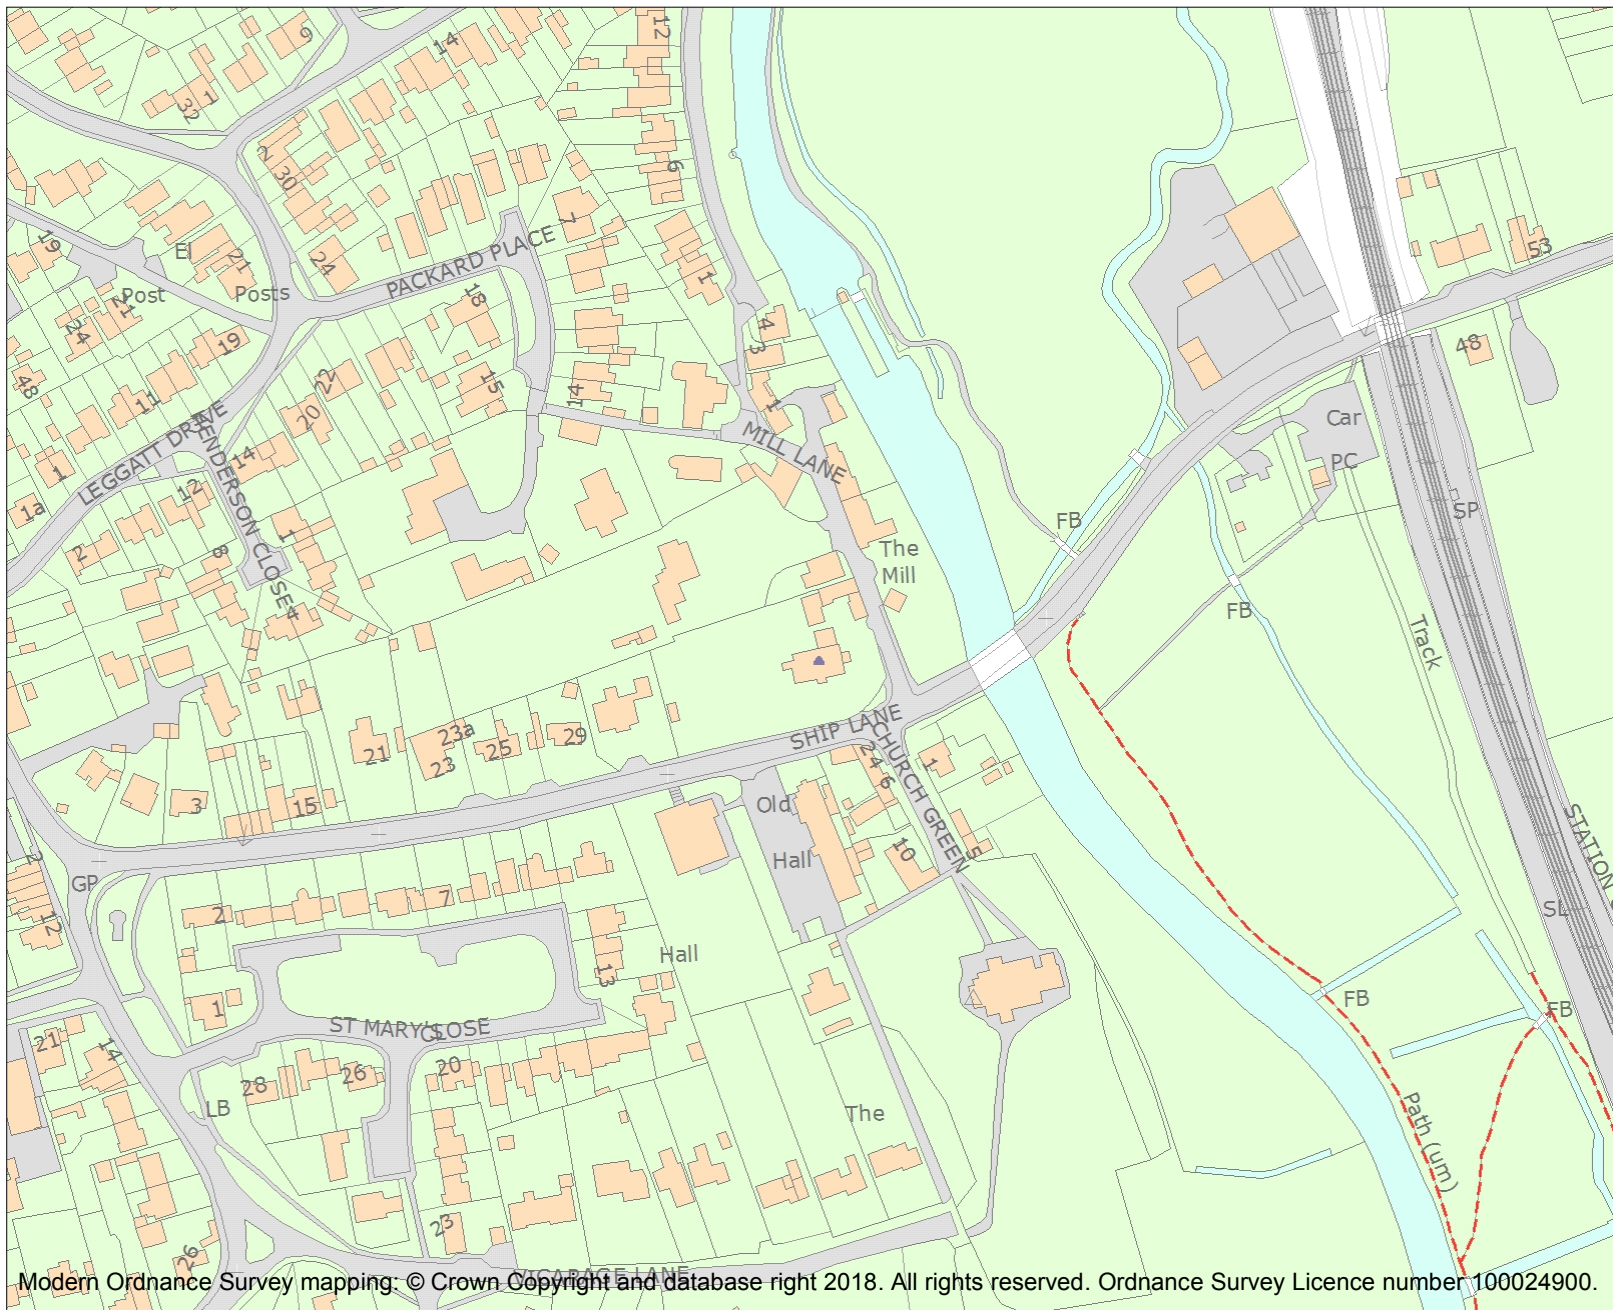 9
14
12
32
1
2
30
6
19
El
21
24
PACKARD PLACE
7
53
Post
Posts
21
24
18
1
4
3
48
19
22
48
15
14
1
11
20
MILL LANE
Car
PC
LEGGATT DRIVE
HENDERSON CLOSE
14
12
1
1a
SP
FB
2
8
1
The
Mill
4
FB
Track
SHIP LANE
CHURCH GREEN
23a
21
23
25
29
2
4
6
1
3
15
Old
Hall
10
5
STATION
2
GP
12
2
7
13
Hall
SL
1
ST MARY'S
CLOSE
FB
FB
21
14
28
26
20
LB
The
Path (um)
23
26
VICARAGE LANE
Modern Ordnance Survey mapping: © Crown Copyright and database right 2018. All rights reserved. Ordnance Survey Licence number 100024900.